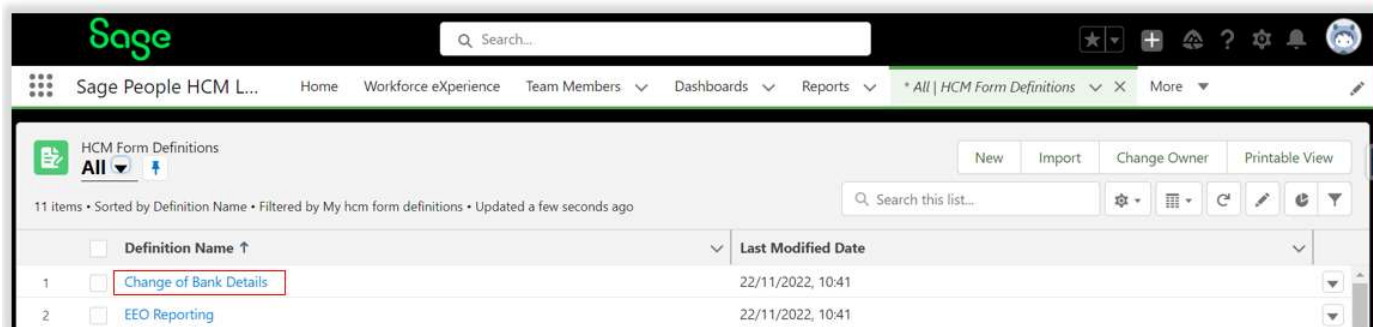 Sage
Search...
Sage People HCM L... Home Workforce eXperience Team Members Dashboards Reports * All | HCM Form Definitions More
HCM Form Definitions
All
New Import Change Owner Printable View
11 items • Sorted by Definition Name • Filtered by My hcm form definitions • Updated a few seconds ago
Search this list...
Definition Name ↑ Last Modified Date
1 Change of Bank Details 22/11/2022, 10:41
2 EEO Reporting 22/11/2022, 10:41